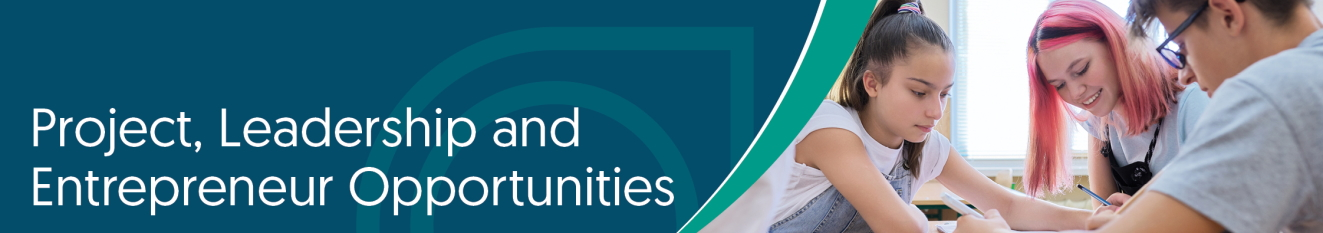 Project, Leadership and
Entrepreneur Opportunities